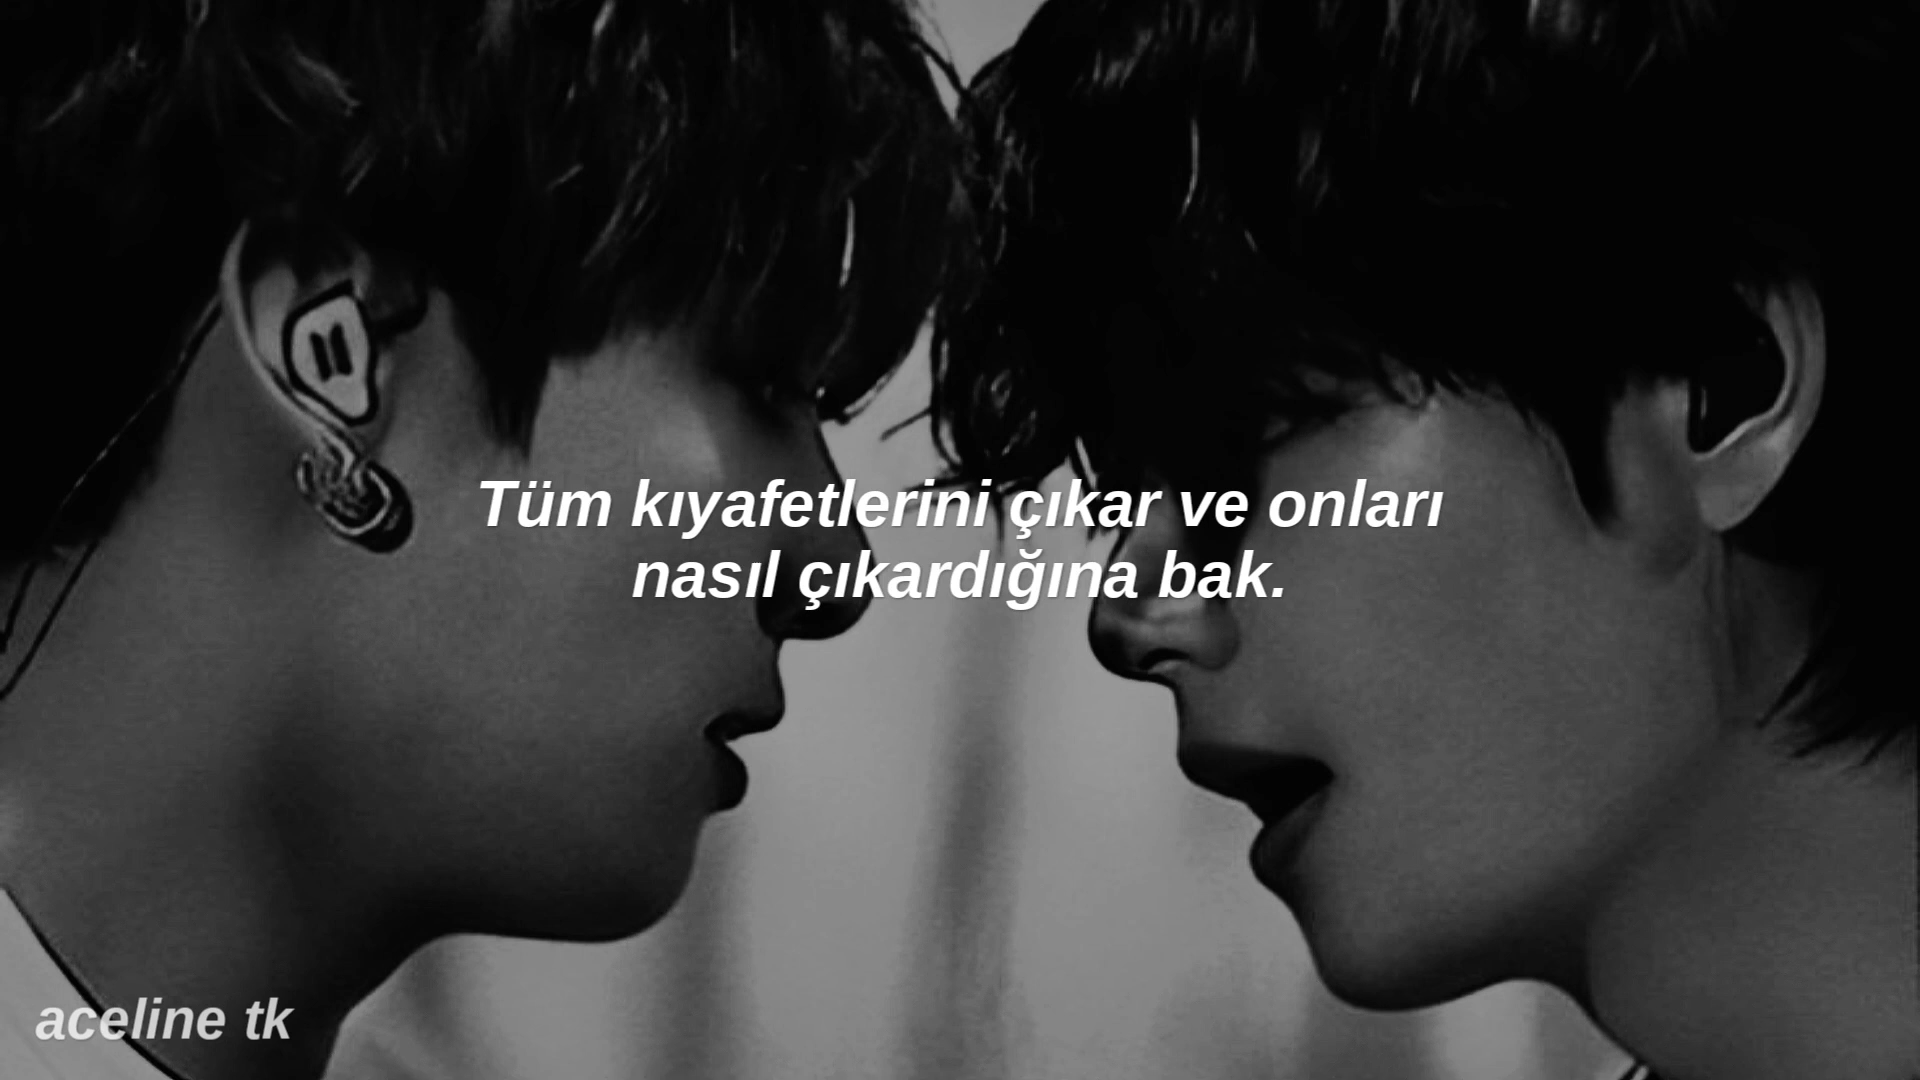 Tüm kıyafetlerini çıkar ve onları
nasıl çıkardığına bak.
aceline tk